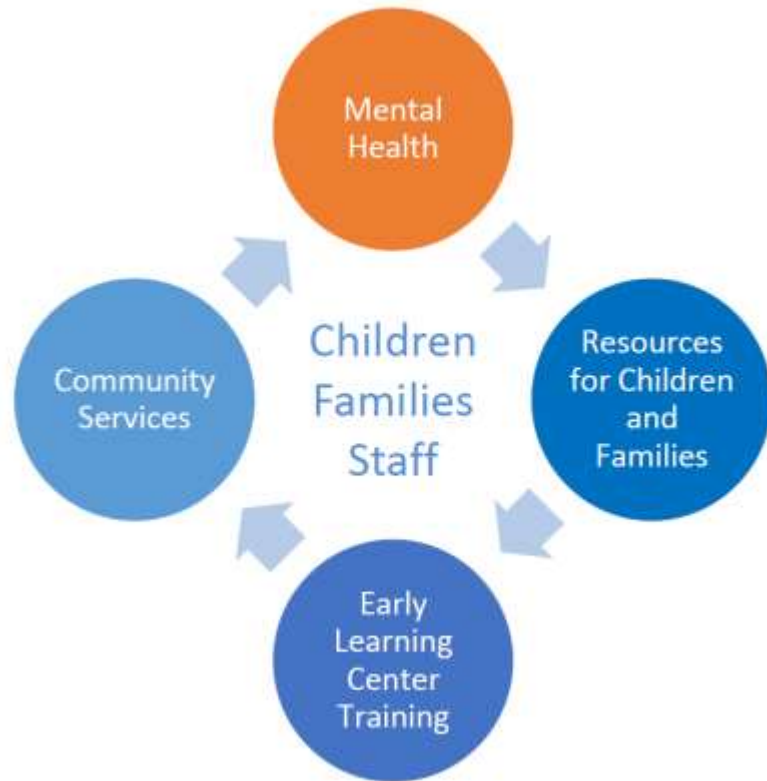 Mental
Health
Resources
for Children
and
Families
Early
Learning
Center
Training
Community
Services
Children
Families
Staff